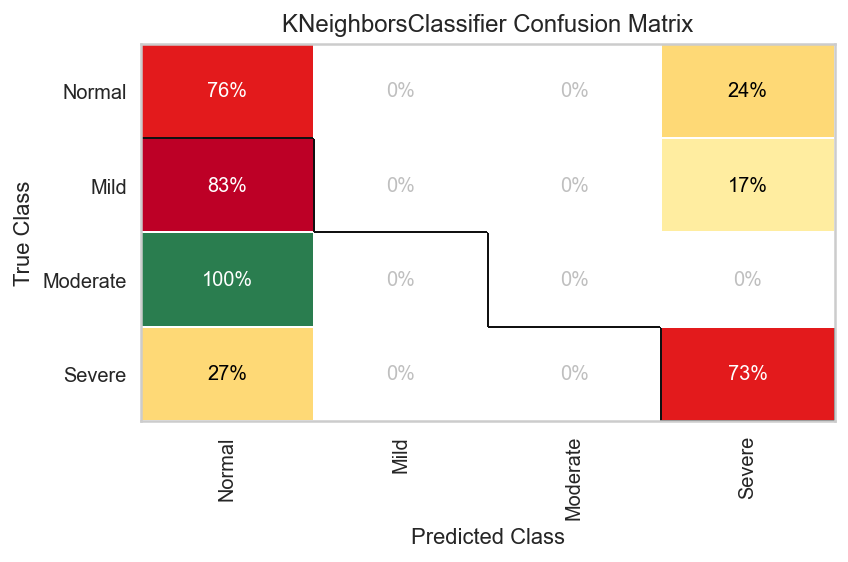 KNeighborsClassifier Confusion Matrix
True Class
Normal 76% 0% 0% 24%
Mild 83% 0% 0% 17%
Moderate 100% 0% 0% 0%
Severe 27% 0% 0% 73%
Normal Mild Moderate Severe
Predicted Class